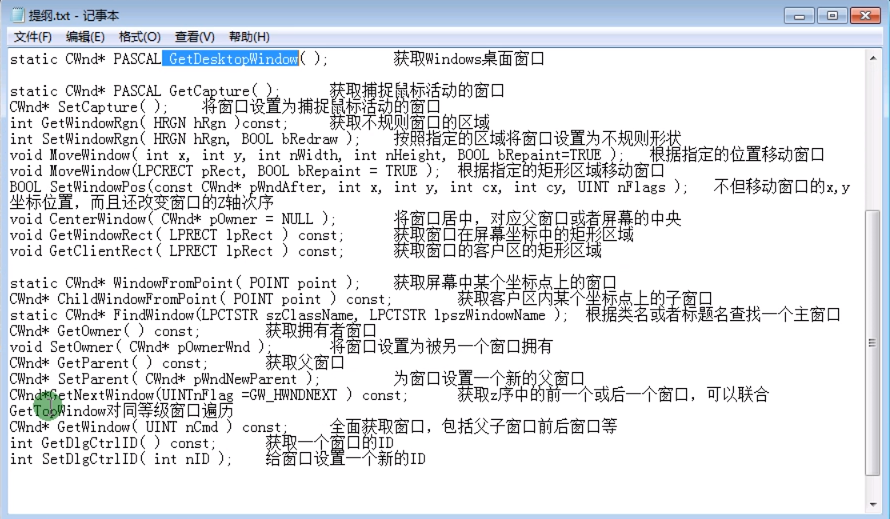 提纲.txt - 记事本
文件(F) 编辑(E) 格式(O) 查看(V) 帮助(H)
static CWnd* PASCAL GetDesktopWindow( ); 获取Windows桌面窗口
static CWnd* PASCAL GetCapture( ); 获取捕捉鼠标活动的窗口
CWnd* SetCapture( ); 将窗口设置为捕捉鼠标活动的窗口
int GetWindowRgn( HRGN hRgn )const; 获取不规则窗口的区域
int SetWindowRgn( HRGN hRgn, BOOL bRedraw ); 按照指定的区域将窗口设置为不规则形状
void MoveWindow( int x, int y, int nWidth, int nHeight, BOOL bRepaint=TRUE ); 根据指定的位置移动窗口
void MoveWindow(LPCRECT pRect, BOOL bRepaint = TRUE ); 根据指定的矩形区域移动窗口
BOOL SetWindowPos(const CWnd* pWndAfter, int x, int y, int cx, int cy, UINT nFlags ); 不但移动窗口的x,y
坐标位置，而且还改变窗口的Z轴次序
void CenterWindow( CWnd* pOwner = NULL ); 将窗口居中，对应父窗口或者屏幕的中央
void GetWindowRect( LPRECT lpRect ) const; 获取窗口在屏幕坐标中的矩形区域
void GetClientRect( LPRECT lpRect ) const; 获取窗口的客户区的矩形区域
static CWnd* WindowFromPoint( POINT point ); 获取屏幕中某个坐标点上的窗口
CWnd* ChildWindowFromPoint( POINT point ) const; 获取客户区内某个坐标点上的子窗口
static CWnd* FindWindow(LPCTSTR szClassName, LPCTSTR lpszWindowName ); 根据类名或者标题名查找一个主窗口
CWnd* GetOwner( ) const; 获取拥有者窗口
void SetOwner( CWnd* pOwnerWnd ); 将窗口设置为被另一个窗口拥有
CWnd* GetParent( ) const; 获取父窗口
CWnd* SetParent( CWnd* pWndNewParent ); 为窗口设置一个新的父窗口
CWnd*GetNextWindow(UINTnFlag =GW_HWNDNEXT ) const; 获取z序中的前一个或后一个窗口，可以联合
GetTopWindow对同等级窗口遍历
CWnd* GetWindow( UINT nCmd ) const; 全面获取窗口，包括父子窗口前后窗口等
int GetDlgCtrlID( ) const; 获取一个窗口的ID
int SetDlgCtrlID( int nID ); 给窗口设置一个新的ID